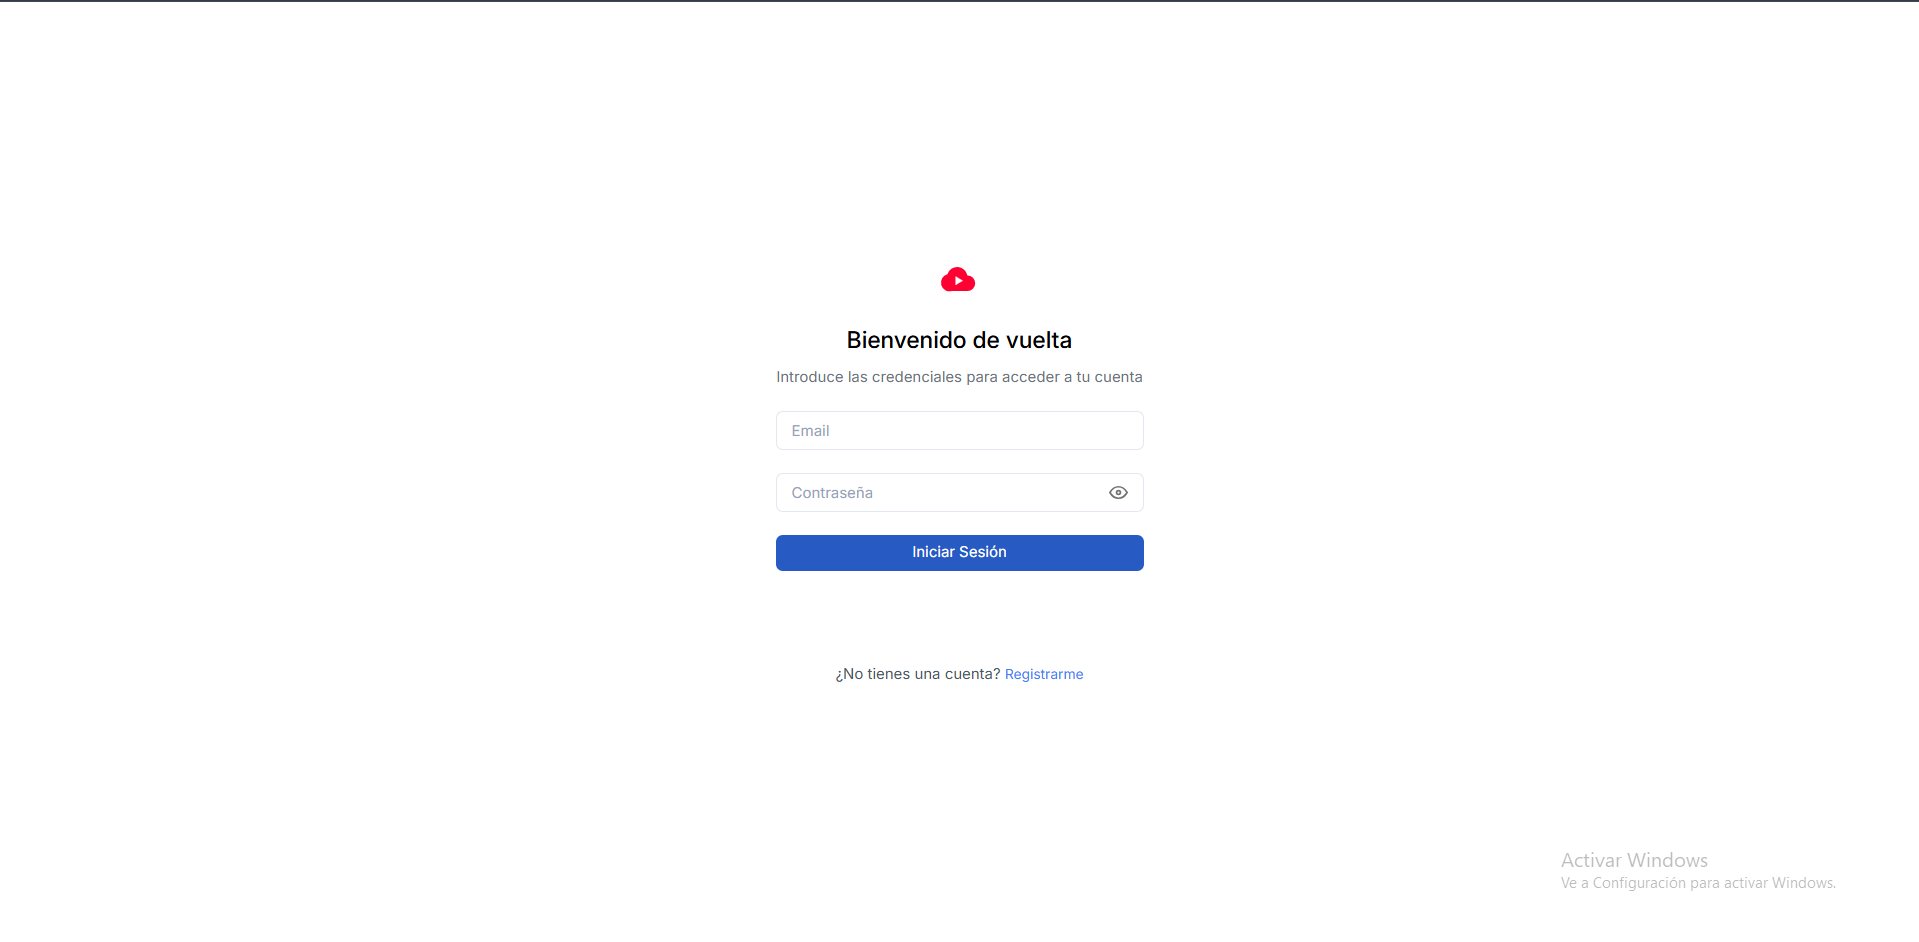 Bienvenido de vuelta
Introduce las credenciales para acceder a tu cuenta
Email
Contraseña
Iniciar Sesión
¿No tienes una cuenta? Registrarme
Activar Windows
Ve a Configuración para activar Windows.